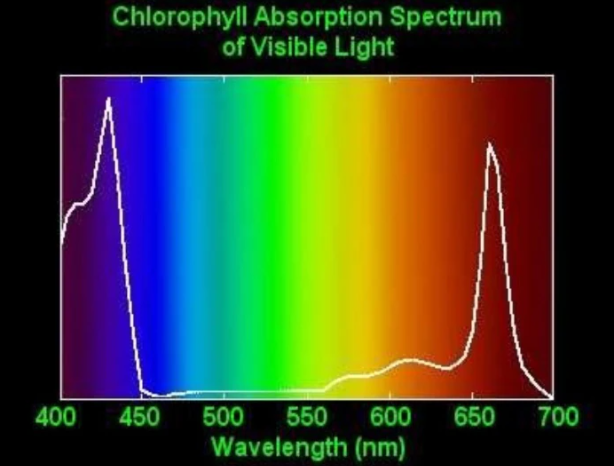 Chlorophyll Absorption Spectrum
of Visible Light
400 450 500 550 600 650 700
Wavelength (nm)